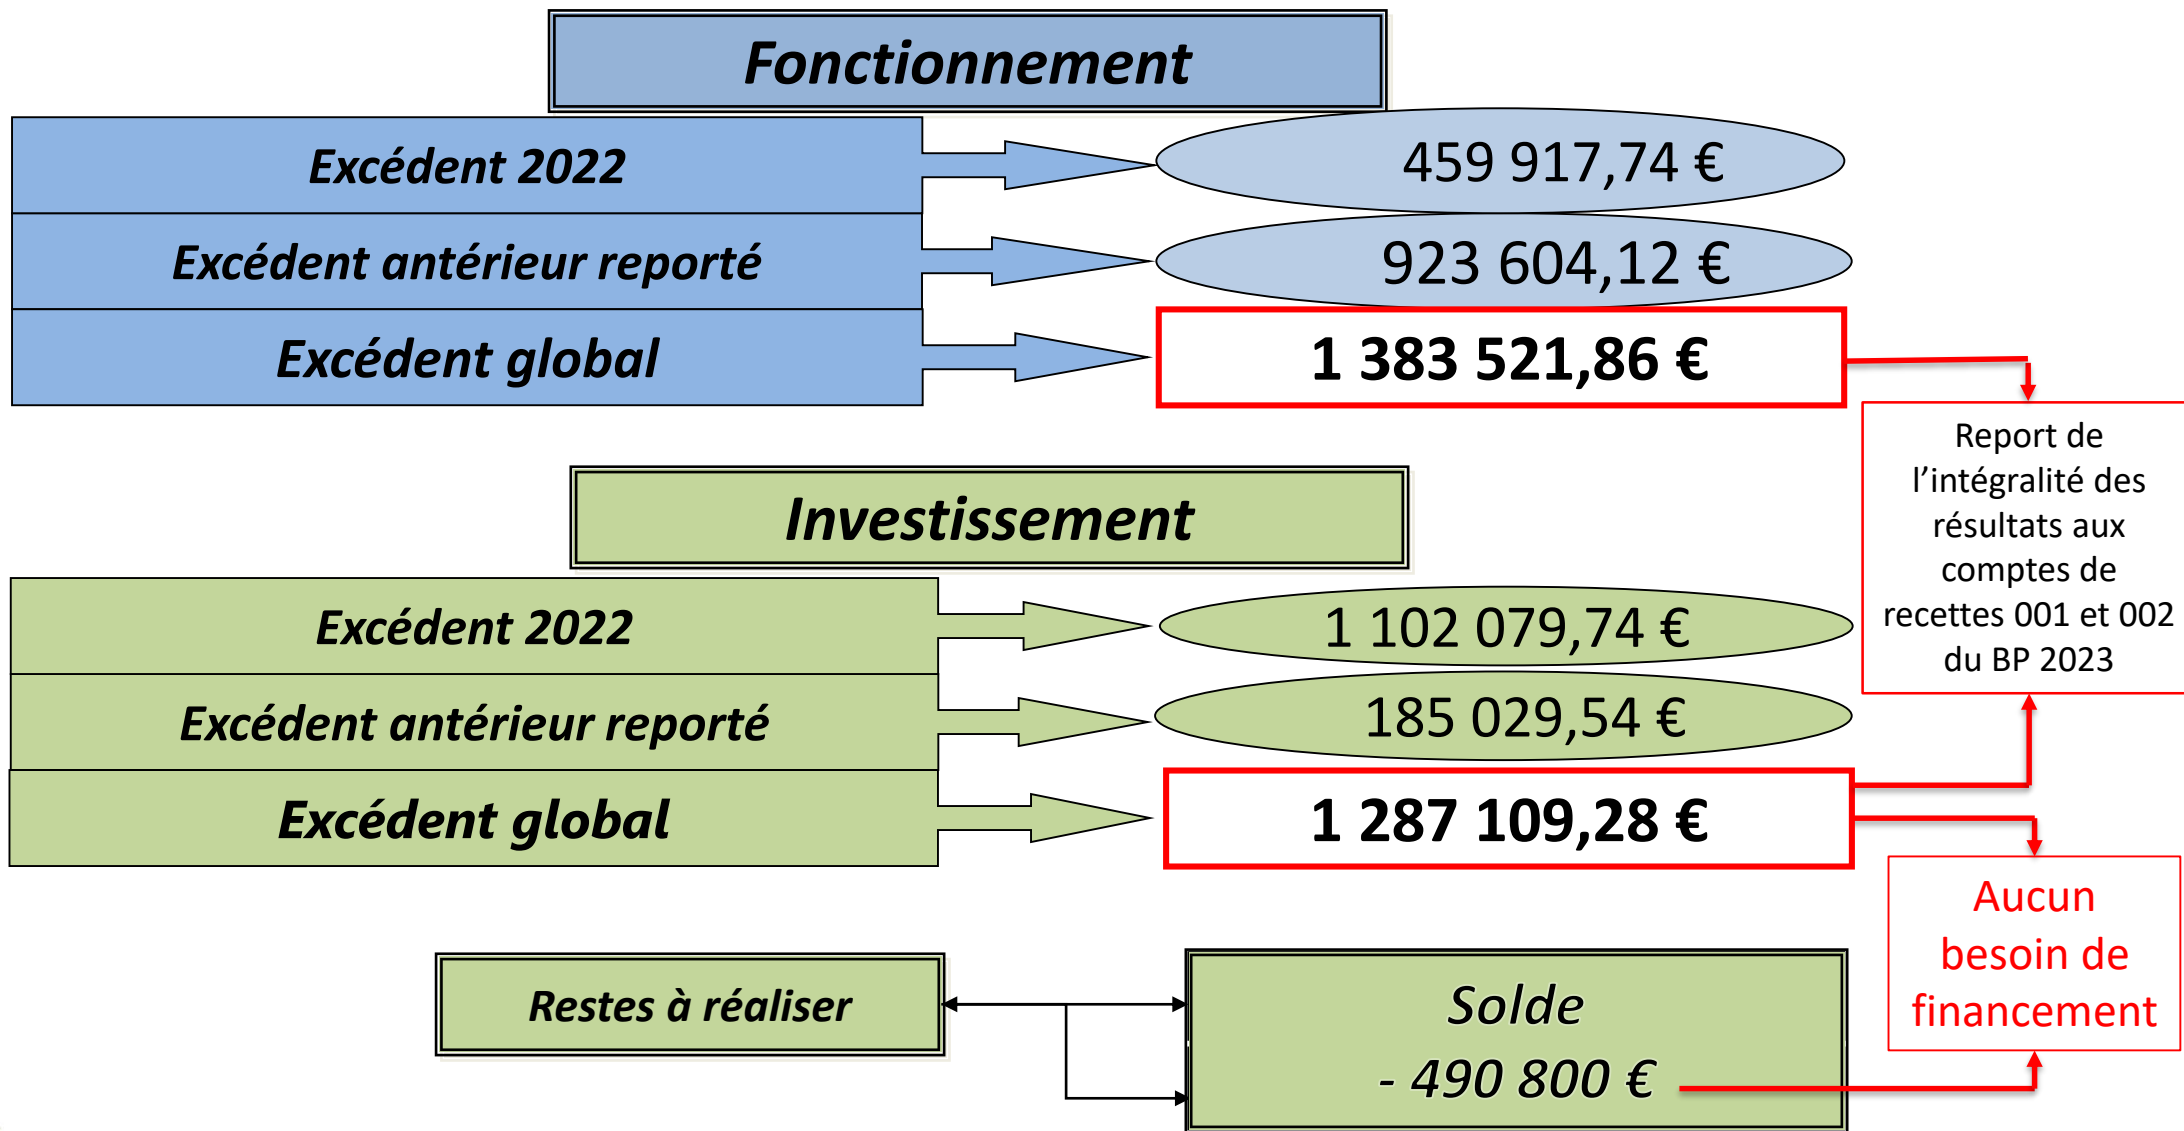 Fonctionnement
Excédent 2022
459 917,74 €
Excédent antérieur reporté
923 604,12 €
Excédent global
1 383 521,86 €
Report de
l’intégralité des
résultats aux
comptes de
recettes 001 et 002
du BP 2023
Investissement
Excédent 2022
1 102 079,74 €
Excédent antérieur reporté
185 029,54 €
Excédent global
1 287 109,28 €
Aucun
besoin de
financement
Restes à réaliser
Solde
- 490 800 €